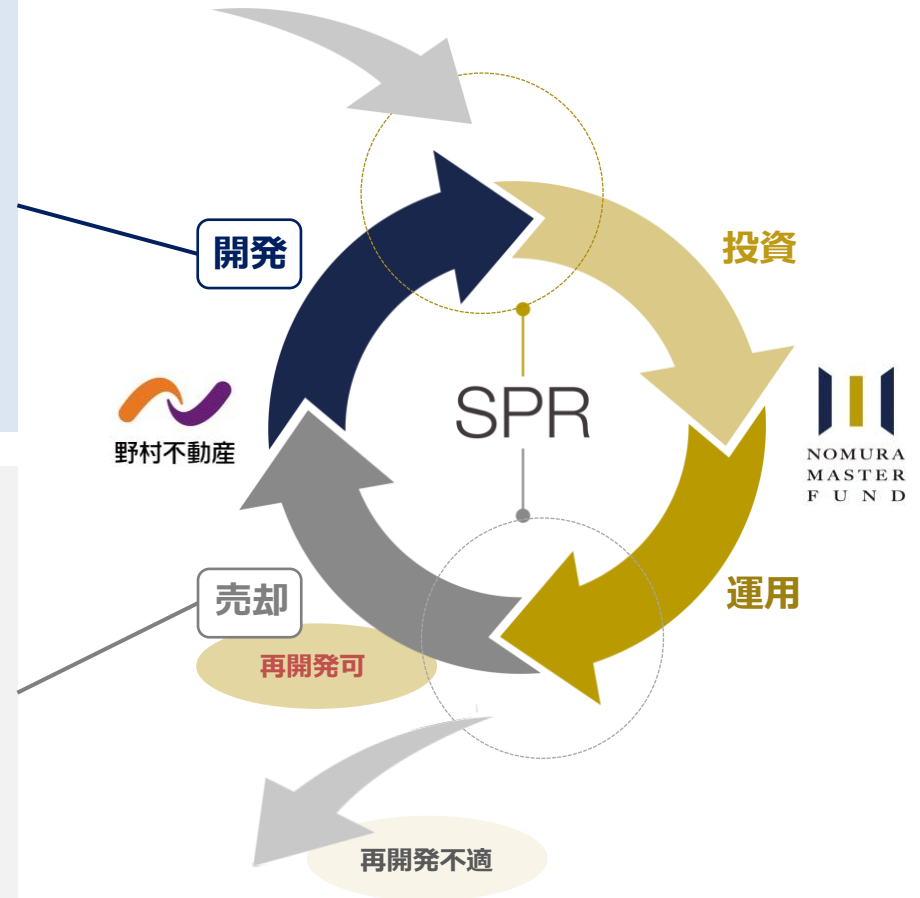 開発
投資
SPR
野村不動産
NOMURA
MASTER
FUND
売却
運用
再開発可
再開発不適